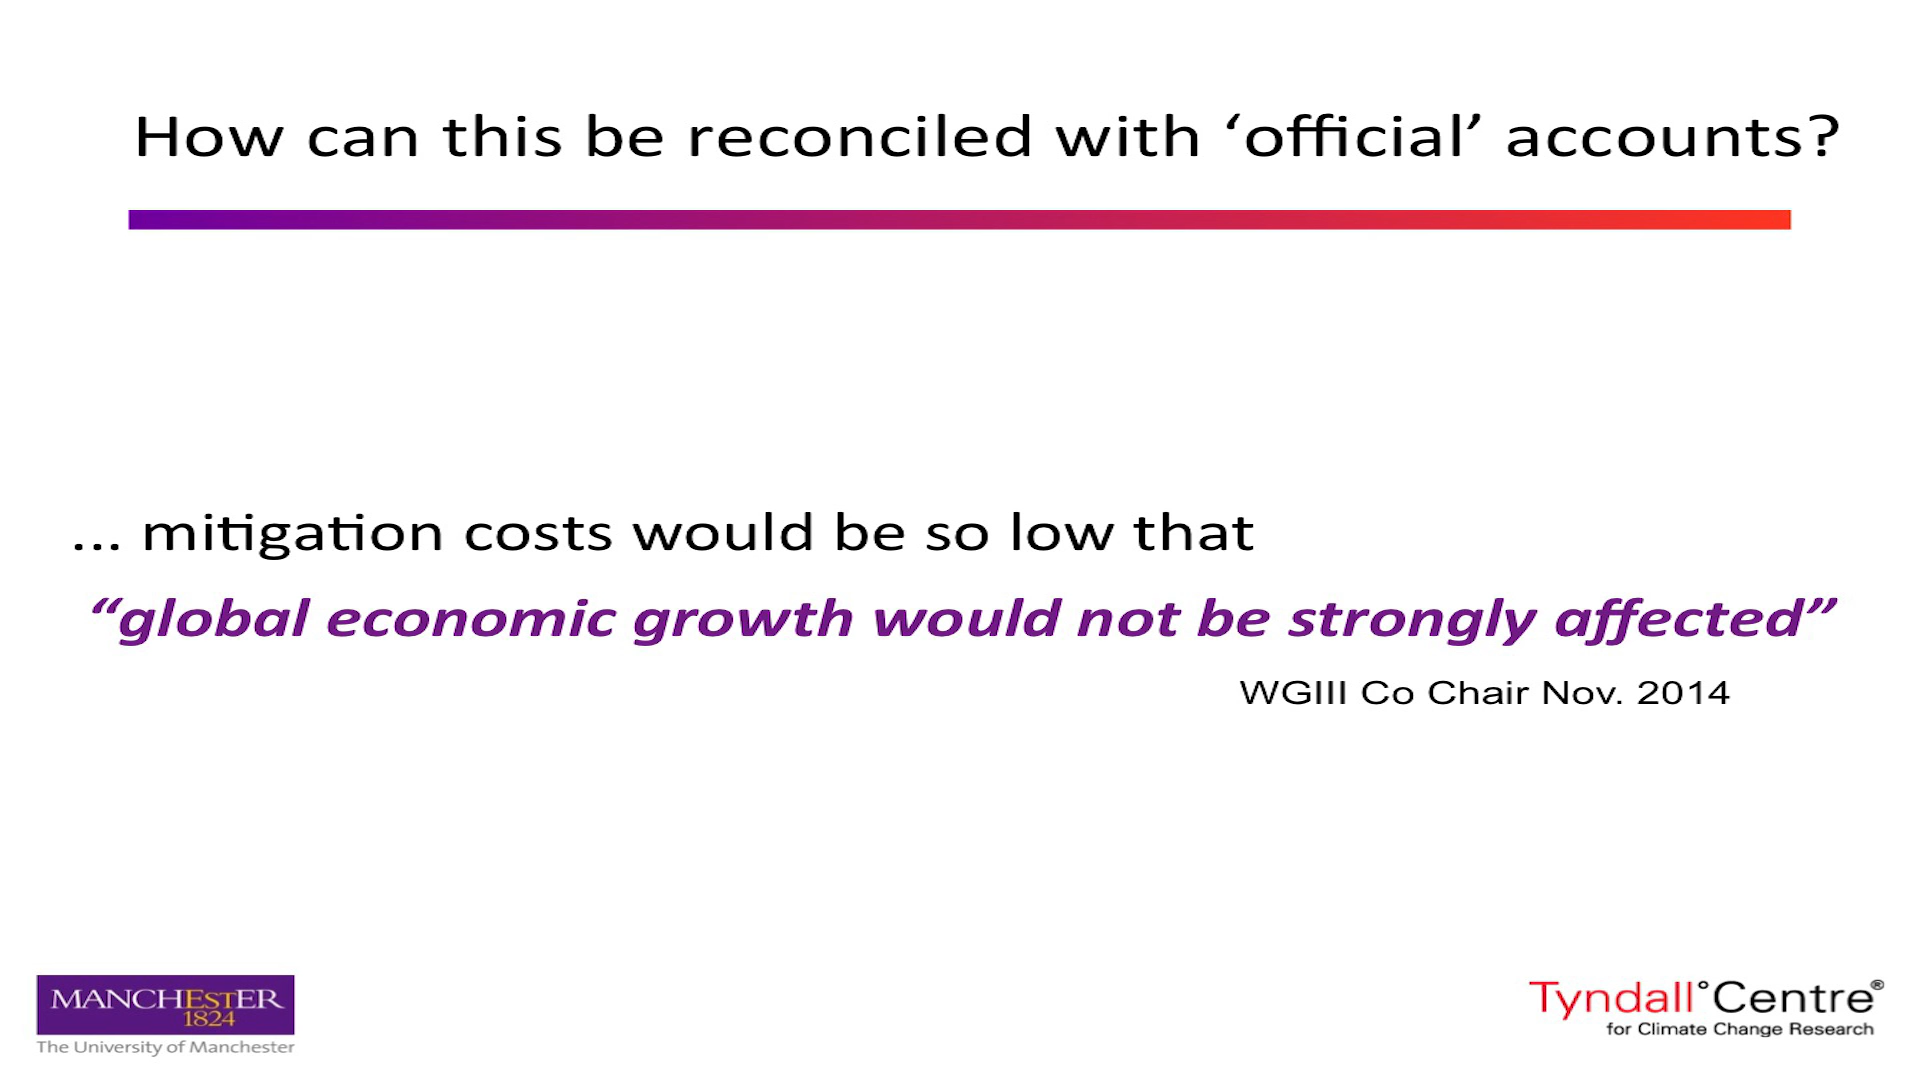 How can this be reconciled with ‘official’ accounts?
... mitigation costs would be so low that
“global economic growth would not be strongly affected”
WGIII Co Chair Nov. 2014
MANCHESTER
1824
The University of Manchester
Tyndall°Centre®
for Climate Change Research